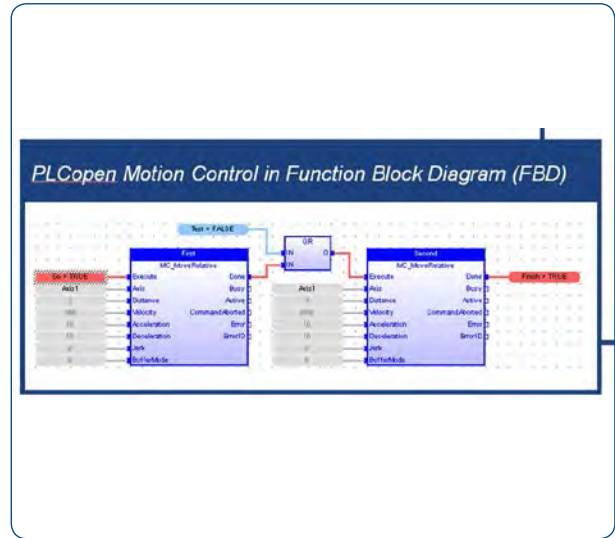 PLCopen Motion Control in Function Block Diagram (FBD)
Test = FALSE
OR
IN O
IN
First
MC_MoveRelative
Go = TRUE
Execute Done
Axis1
Axis Busy
Distance Active
Velocity CommandAborted
Acceleration Error
Deceleration ErrorID
Jerk
BufferMode
Second
MC_MoveRelative
Execute Done
Finish = TRUE
Axis1
Axis Busy
Distance Active
Velocity CommandAborted
10
Acceleration Error
10
Deceleration ErrorID
Jerk
BufferMode